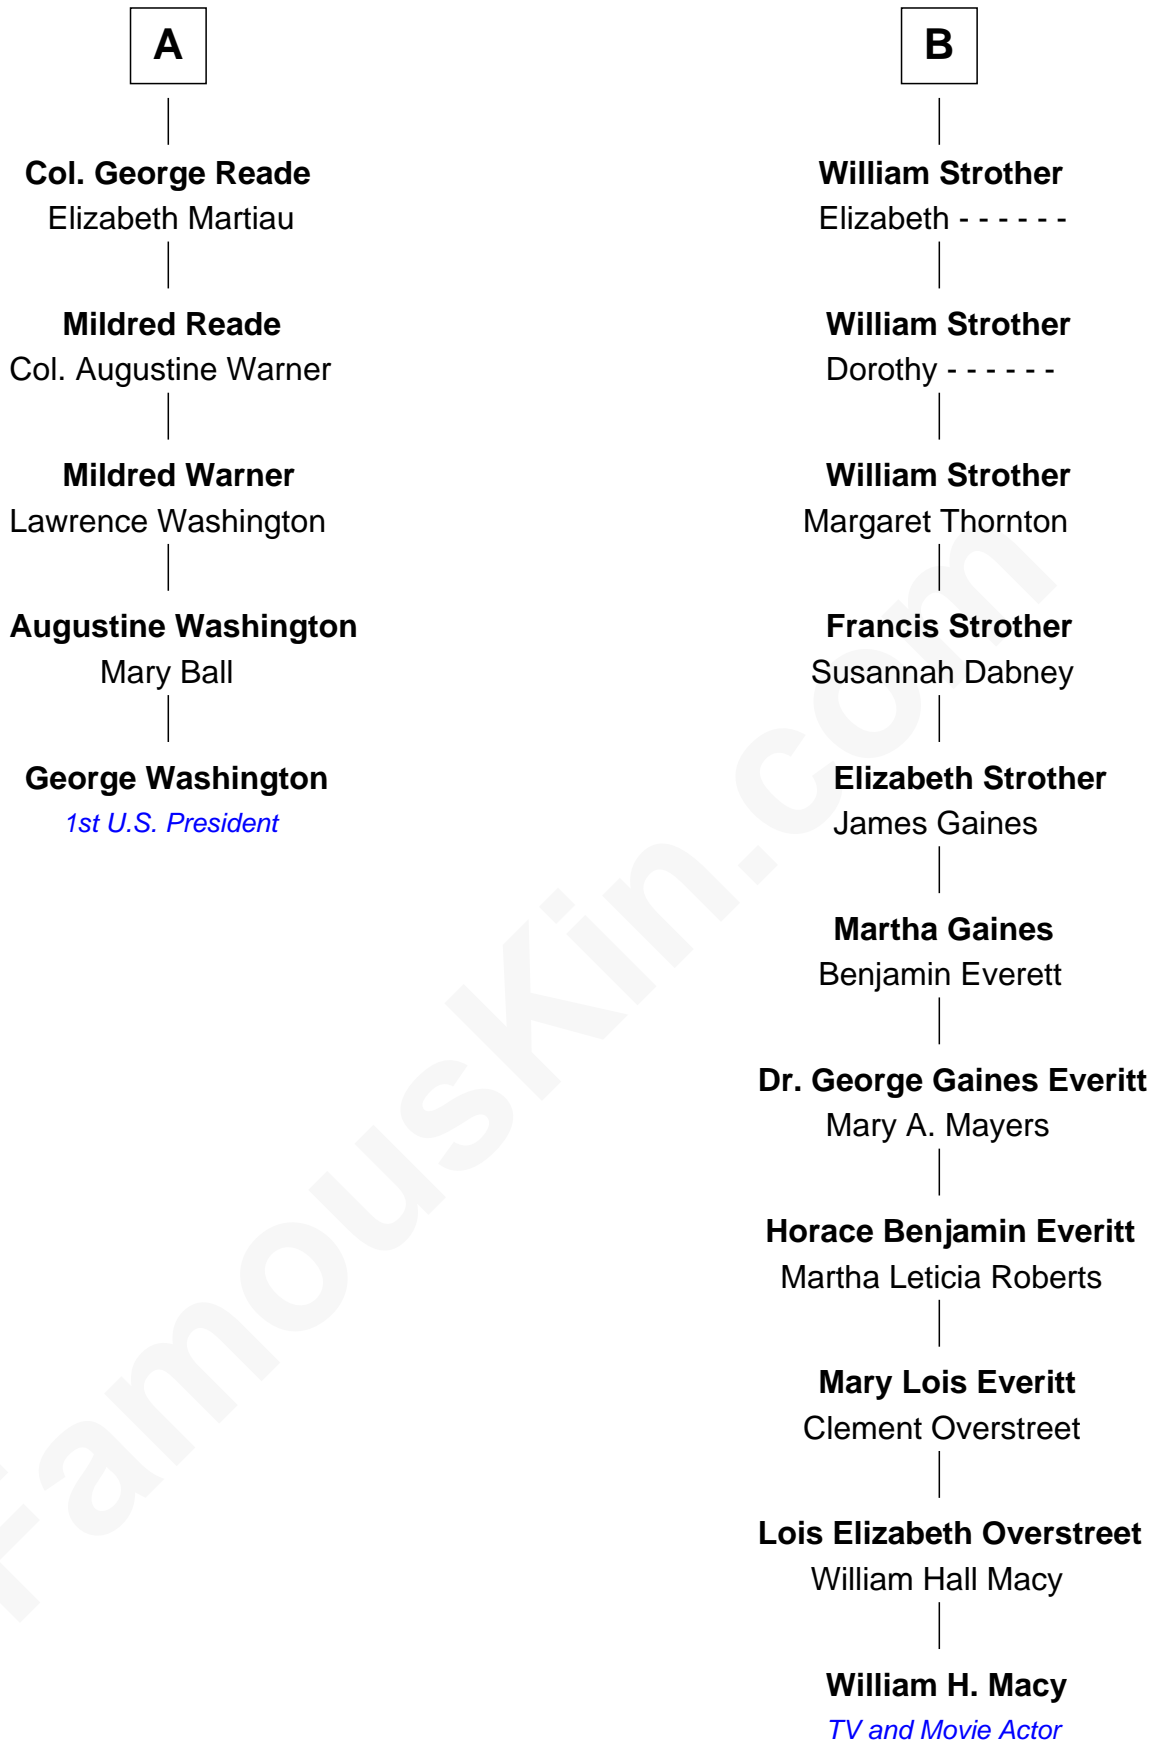 A
Col. George Reade
Elizabeth Martiau
Mildred Reade
Col. Augustine Warner
Mildred Warner
Lawrence Washington
Augustine Washington
Mary Ball
George Washington
1st U.S. President
B
William Strother
Elizabeth - - - - - -
William Strother
Dorothy - - - - - -
William Strother
Margaret Thornton
Francis Strother
Susannah Dabney
Elizabeth Strother
James Gaines
Martha Gaines
Benjamin Everett
Dr. George Gaines Everitt
Mary A. Mayers
Horace Benjamin Everitt
Martha Leticia Roberts
Mary Lois Everitt
Clement Overstreet
Lois Elizabeth Overstreet
William Hall Macy
William H. Macy
TV and Movie Actor
FamousKin.com